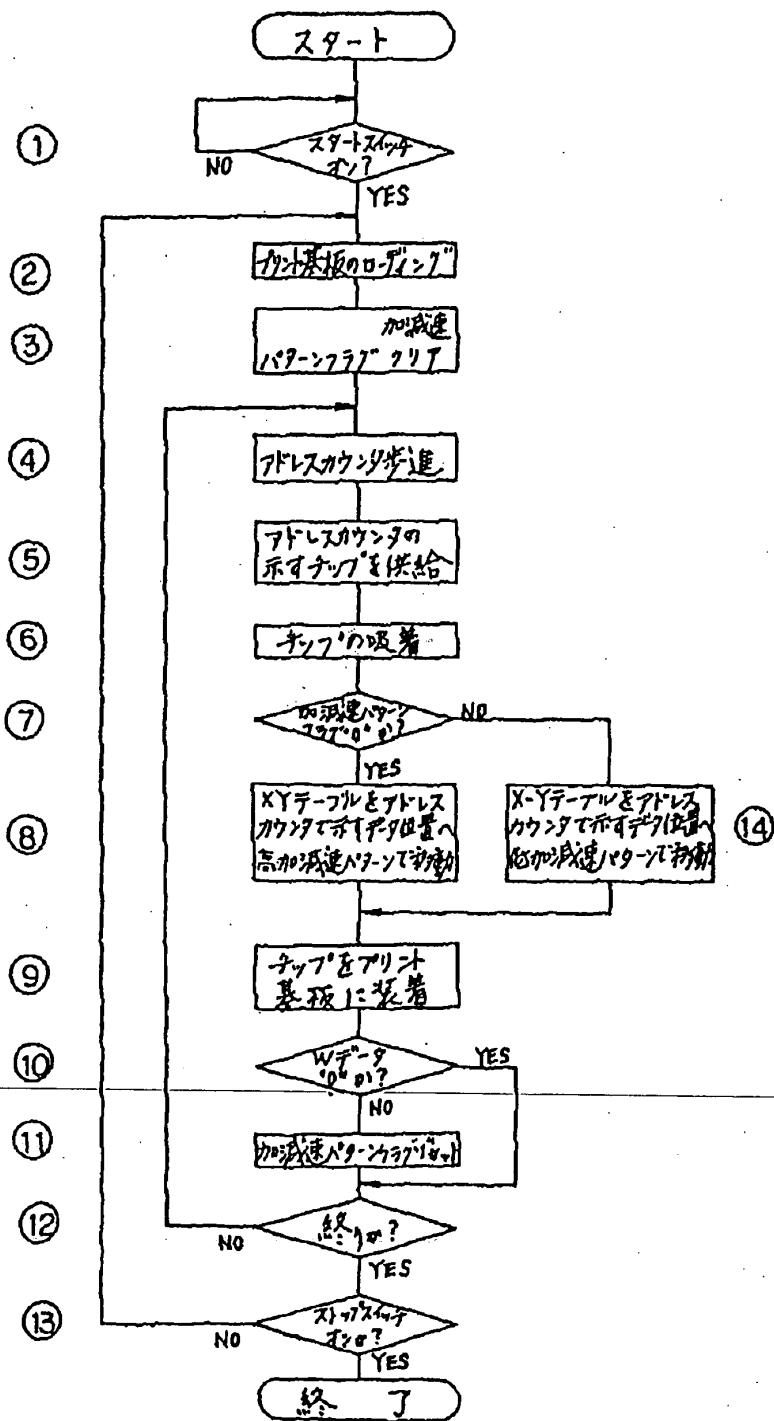 スタート
①
スタートスイッチ
オン?
NO
YES
②
プリント基板のローディング
③
加減速
パターンフラグ クリア
④
アドレスカウンタ歩進
⑤
アドレスカウンタの
示すチップを供給
⑥
チップの吸着
⑦
加減速パターン
フラグ"0"か?
NO
YES
⑧
XYテーブルをアドレス
カウンタで示すデータ位置へ
高加減速パターンで移動
X-Yテーブルをアドレス
カウンタで示すデータ位置へ
低加減速パターンで移動
⑭
⑨
チップをプリント
基板に装着
⑩
Wデータ
"0"か?
YES
NO
⑪
加減速パターンフラグ セット
⑫
終りか?
NO
YES
⑬
ストップスイッチ
オンか?
NO
YES
終 了